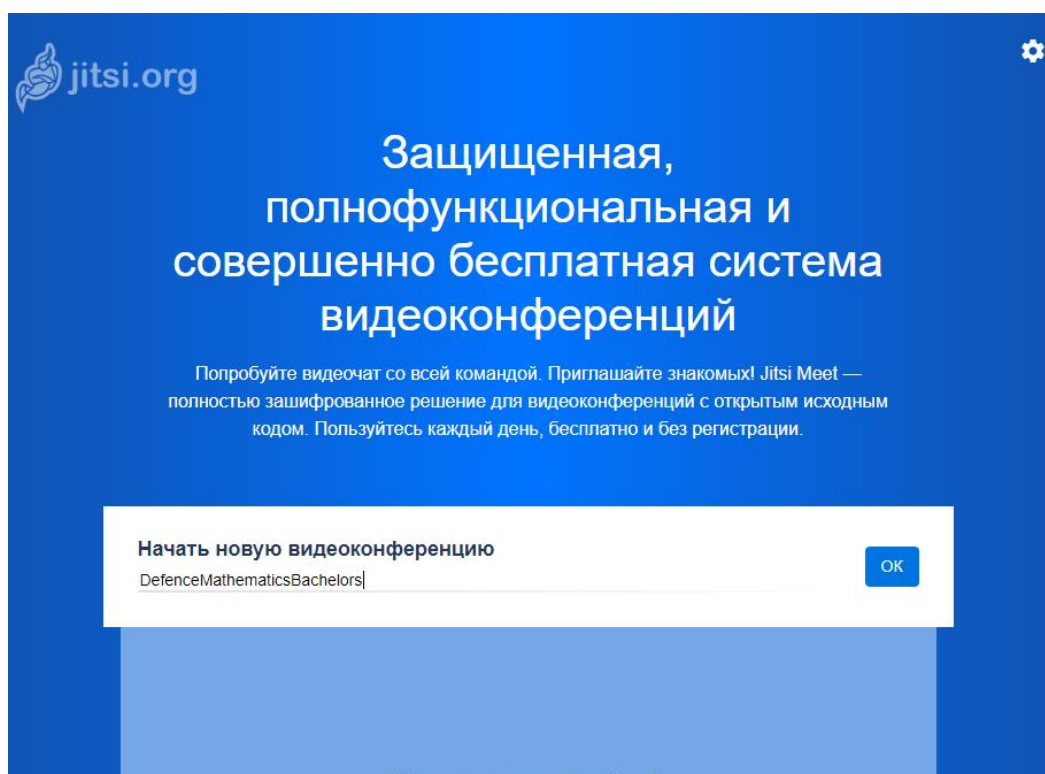 jitsi.org
Защищенная,
полнофункциональная и
совершенно бесплатная система
видеоконференций
Попробуйте видеочат со всей командой. Приглашайте знакомых! Jitsi Meet —
полностью зашифрованное решение для видеоконференций с открытым исходным
кодом. Пользуйтесь каждый день, бесплатно и без регистрации.
Начать новую видеоконференцию
DefenceMathematicsBachelors
ОК